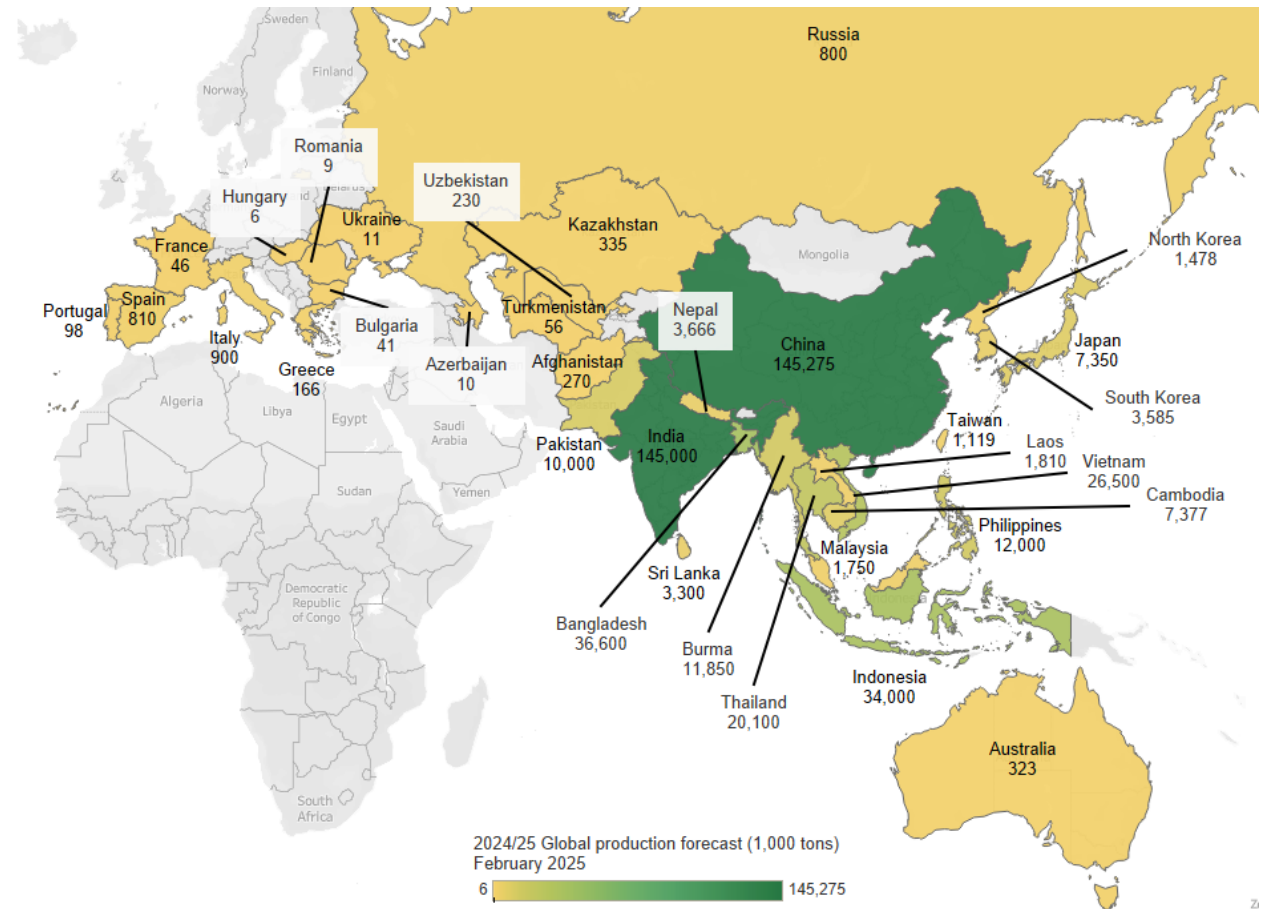 Sweden
Finland
Norway
Russia
800
Romania
9
Hungary
6
Uzbekistan
230
Ukraine
11
Kazakhstan
335
Mongolia
North Korea
1,478
France
46
Portugal
98
Spain
810
Italy
900
Greece
166
Bulgaria
41
Azerbaijan
10
Turkmenistan
56
Afghanistan
270
Nepal
3,666
China
145,275
Japan
7,350
South Korea
3,585
Algeria
Libya
Egypt
Saudi
Arabia
Pakistan
10,000
India
145,000
Taiwan
1,119
Laos
1,810
Vietnam
26,500
Cambodia
7,377
Sudan
Yemen
Philippines
12,000
Malaysia
1,750
Sri Lanka
3,300
Democratic
Republic
of Congo
Bangladesh
36,600
Burma
11,850
Thailand
20,100
Indonesia
34,000
Australia
323
South
Africa
2024/25 Global production forecast (1,000 tons)
February 2025
6
145,275